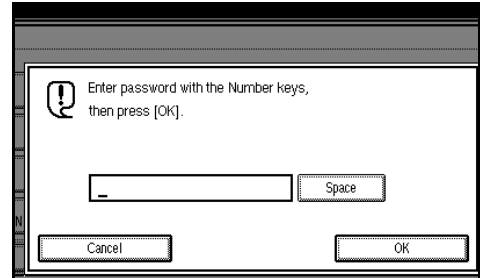 Enter password with the Number keys,
then press [OK].
_
Space
N
Cancel
OK